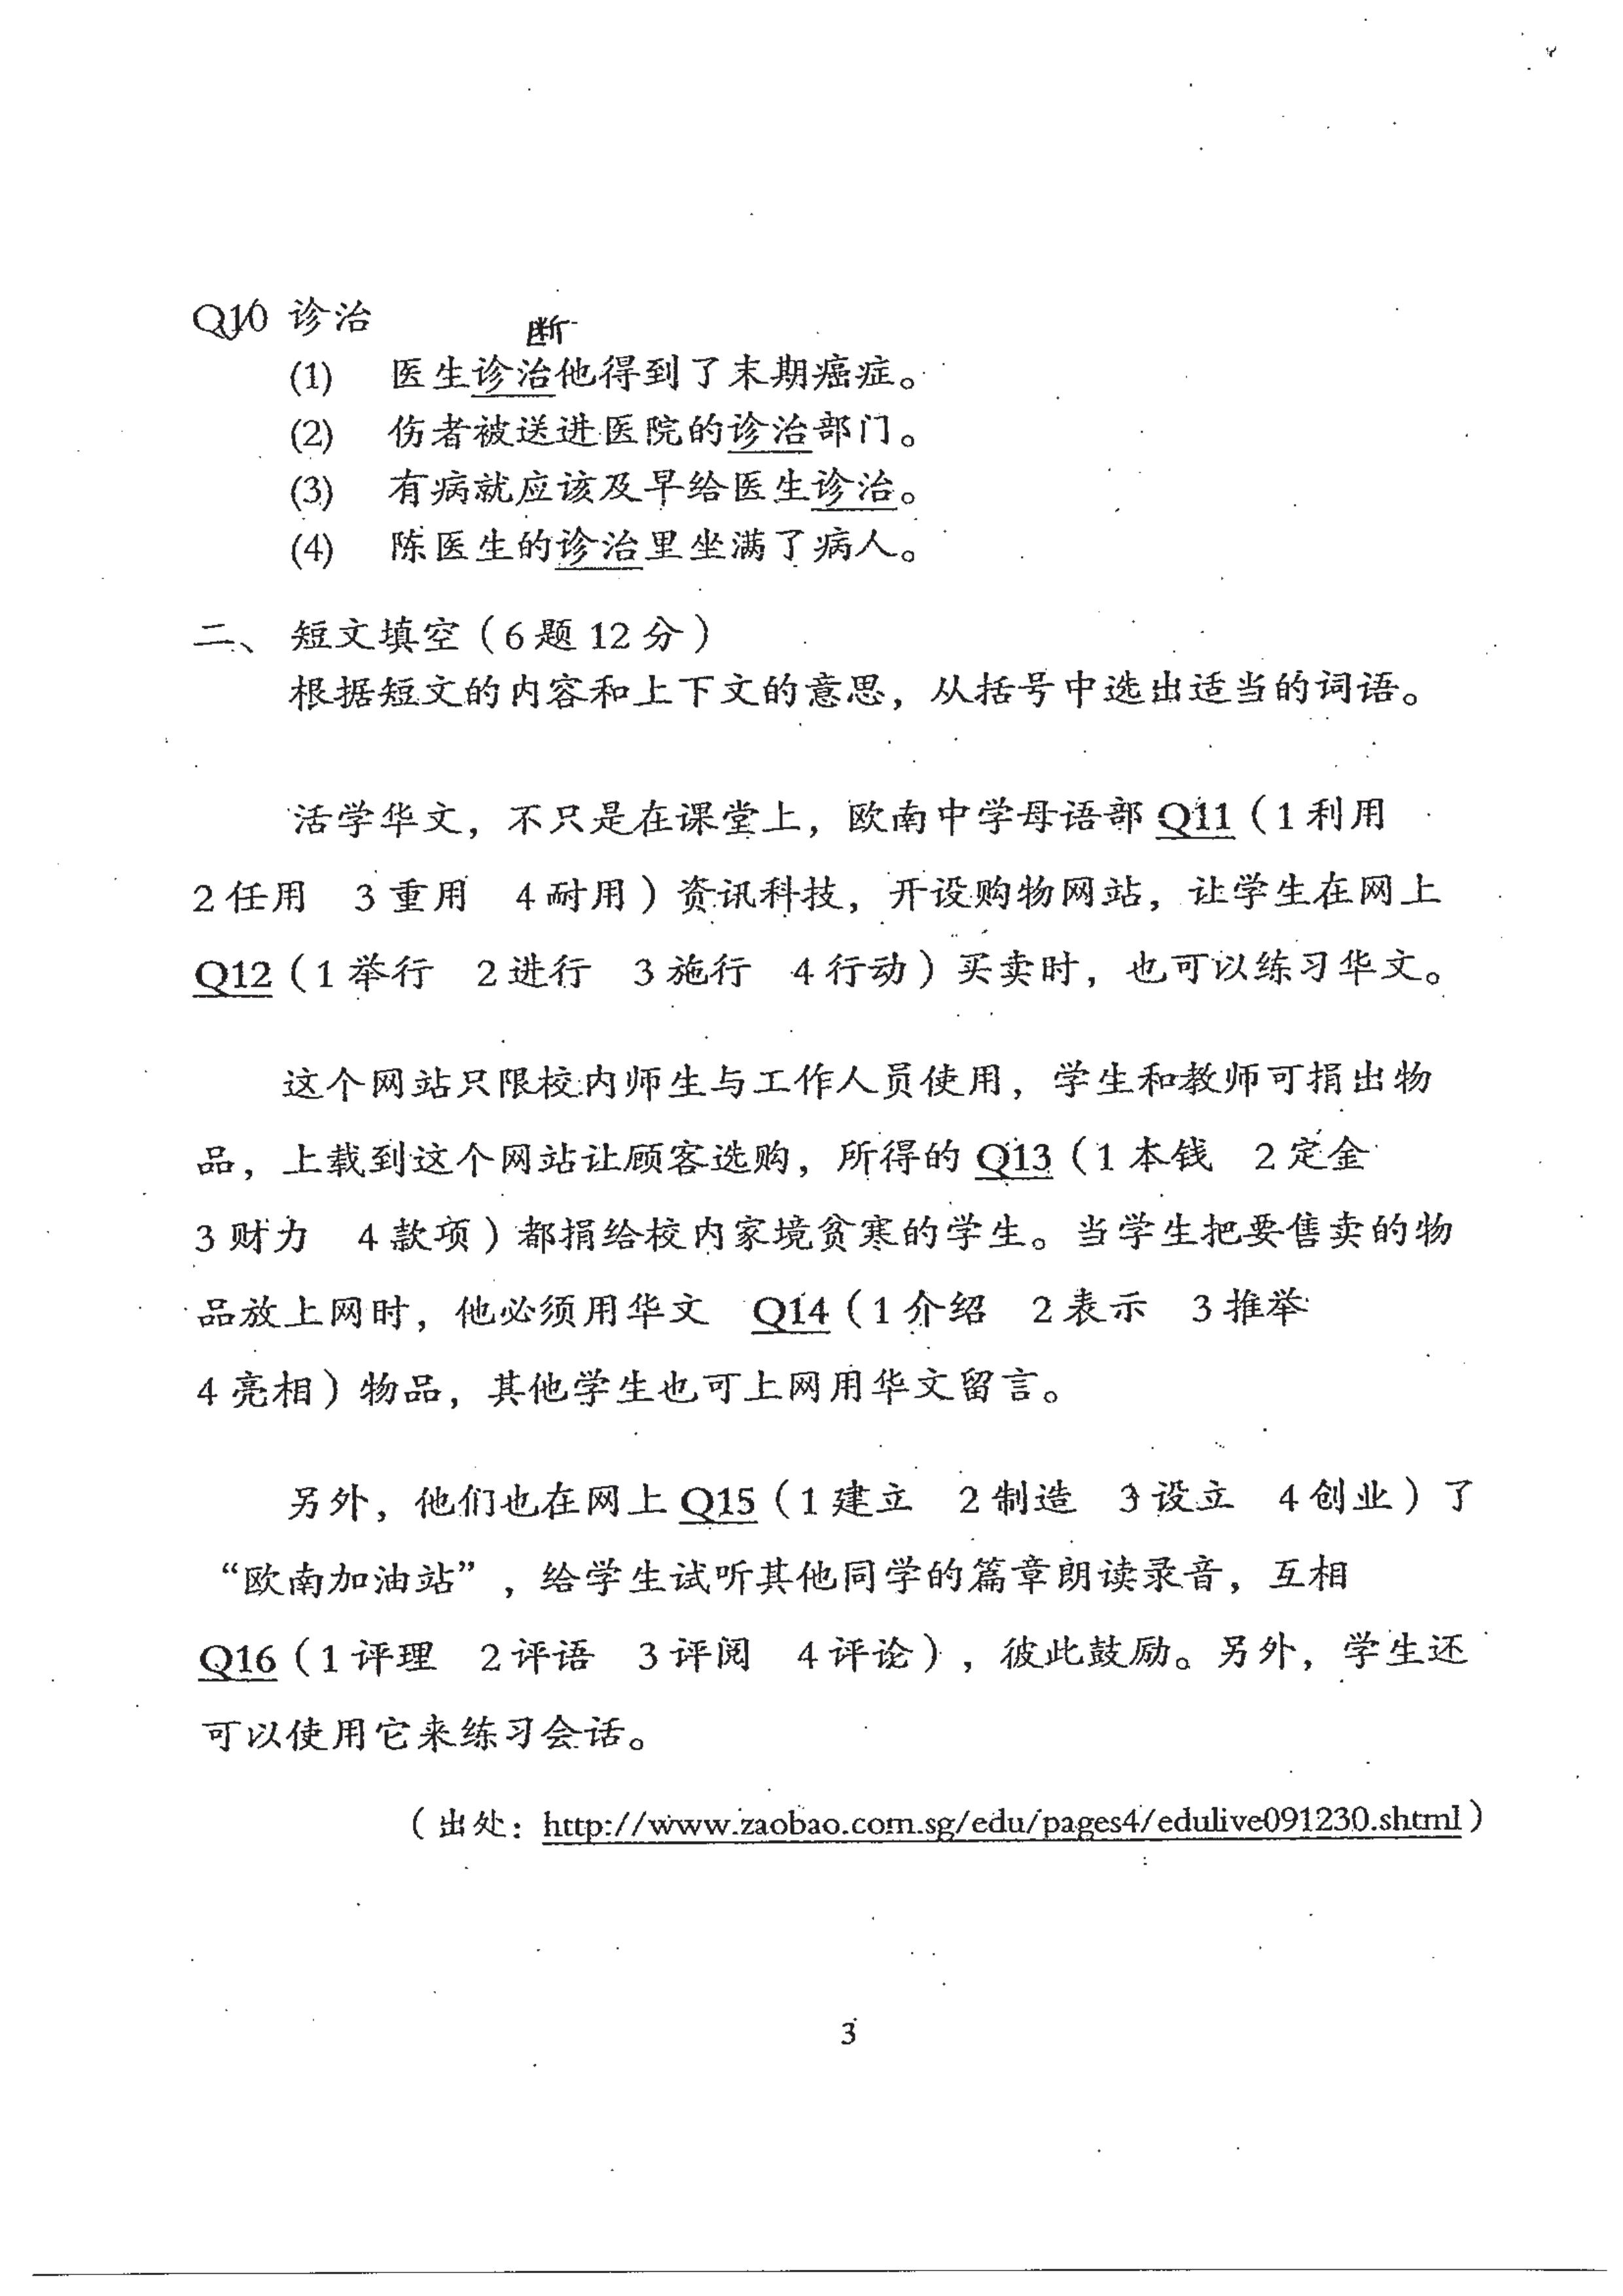 Q10 诊治
断
(1) 医生诊治他得到了末期癌症。
(2) 伤者被送进医院的诊治部门。
(3) 有病就应该及早给医生诊治。
(4) 陈医生的诊治里坐满了病人。
二、 短文填空（6题12分）
根据短文的内容和上下文的意思，从括号中选出适当的词语。
活学华文，不只是在课堂上，欧南中学母语部 Q11（1利用
2任用 3重用 4耐用）资讯科技，开设购物网站，让学生在网上
Q12（1举行 2进行 3施行 4行动）买卖时，也可以练习华文。
这个网站只限校内师生与工作人员使用，学生和教师可捐出物
品，上载到这个网站让顾客选购，所得的 Q13（1本钱 2定金
3财力 4款项）都捐给校内家境贫寒的学生。当学生把要售卖的物
品放上网时，他必须用华文 Q14（1介绍 2表示 3推举
4亮相）物品，其他学生也可上网用华文留言。
另外，他们也在网上 Q15（1建立 2制造 3设立 4创业）了
“欧南加油站”，给学生试听其他同学的篇章朗读录音，互相
Q16（1评理 2评语 3评阅 4评论），彼此鼓励。另外，学生还
可以使用它来练习会话。
（出处：http://www.zaobao.com.sg/edu/pages4/edulive091230.shtml）
3